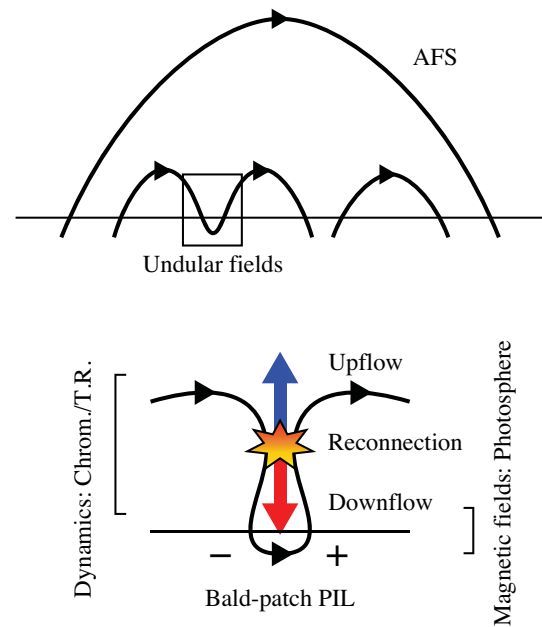 AFS
Undular fields
Upflow
Reconnection
Downflow
Dynamics: Chrom./T.R.
Magnetic fields: Photosphere
− +
Bald-patch PIL